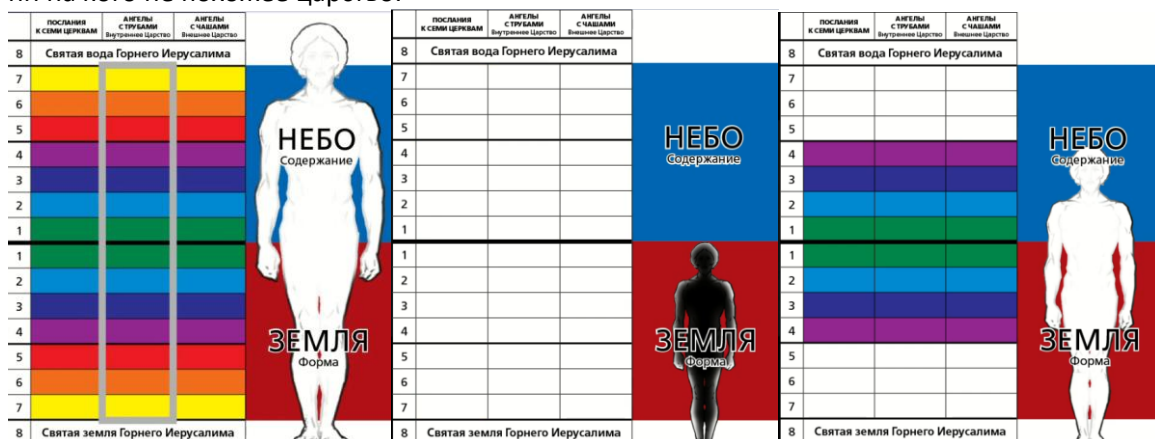 ни на кого не похожее царство.
ПОСЛАНИЯ
К СЕМИ ЦЕРКВАМ
АНГЕЛЫ
С ТРУБАМИ
Внутреннее Царство
АНГЕЛЫ
С ЧАШАМИ
Внешнее Царство
8 Святая вода Горнего Иерусалима
7
6
5
4
3
2
1
1
2
3
4
5
6
7
8 Святая земля Горнего Иерусалима
НЕБО
Содержание
ЗЕМЛЯ
Форма
ПОСЛАНИЯ
К СЕМИ ЦЕРКВАМ
АНГЕЛЫ
С ТРУБАМИ
Внутреннее Царство
АНГЕЛЫ
С ЧАШАМИ
Внешнее Царство
8 Святая вода Горнего Иерусалима
7
6
5
4
3
2
1
1
2
3
4
5
6
7
8 Святая земля Горнего Иерусалима
НЕБО
Содержание
ЗЕМЛЯ
Форма
ПОСЛАНИЯ
К СЕМИ ЦЕРКВАМ
АНГЕЛЫ
С ТРУБАМИ
Внутреннее Царство
АНГЕЛЫ
С ЧАШАМИ
Внешнее Царство
8 Святая вода Горнего Иерусалима
7
6
5
4
3
2
1
1
2
3
4
5
6
7
8 Святая земля Горнего Иерусалима
НЕБО
Содержание
ЗЕМЛЯ
Форма